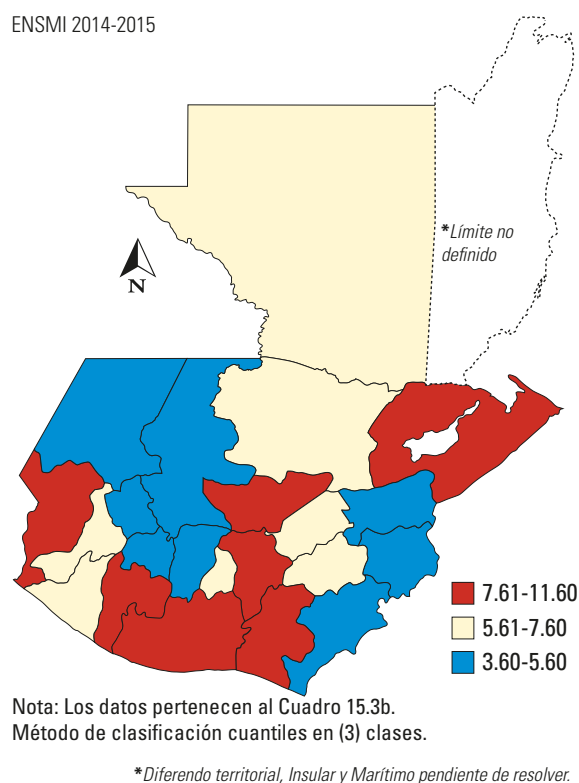 ENSMI 2014-2015
*Límite no
definido
N
7.61-11.60
5.61-7.60
3.60-5.60
Nota: Los datos pertenecen al Cuadro 15.3b.
Método de clasificación cuantiles en (3) clases.
*Diferendo territorial, Insular y Marítimo pendiente de resolver.